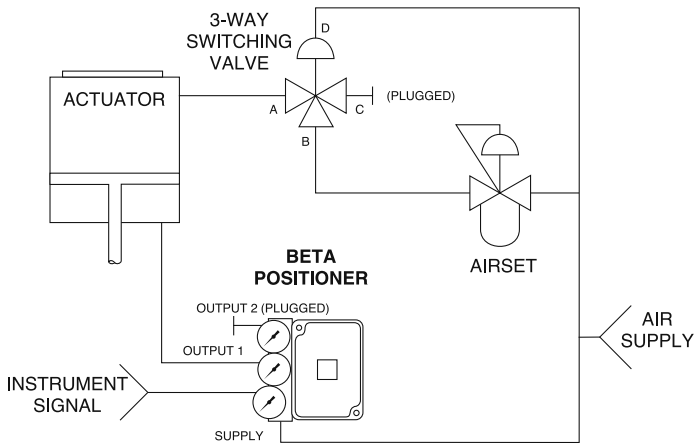 3-WAY
SWITCHING
VALVE
D
ACTUATOR
A
C
(PLUGGED)
B
AIRSET
BETA
POSITIONER
OUTPUT 2 (PLUGGED)
AIR
SUPPLY
OUTPUT 1
INSTRUMENT
SIGNAL
SUPPLY